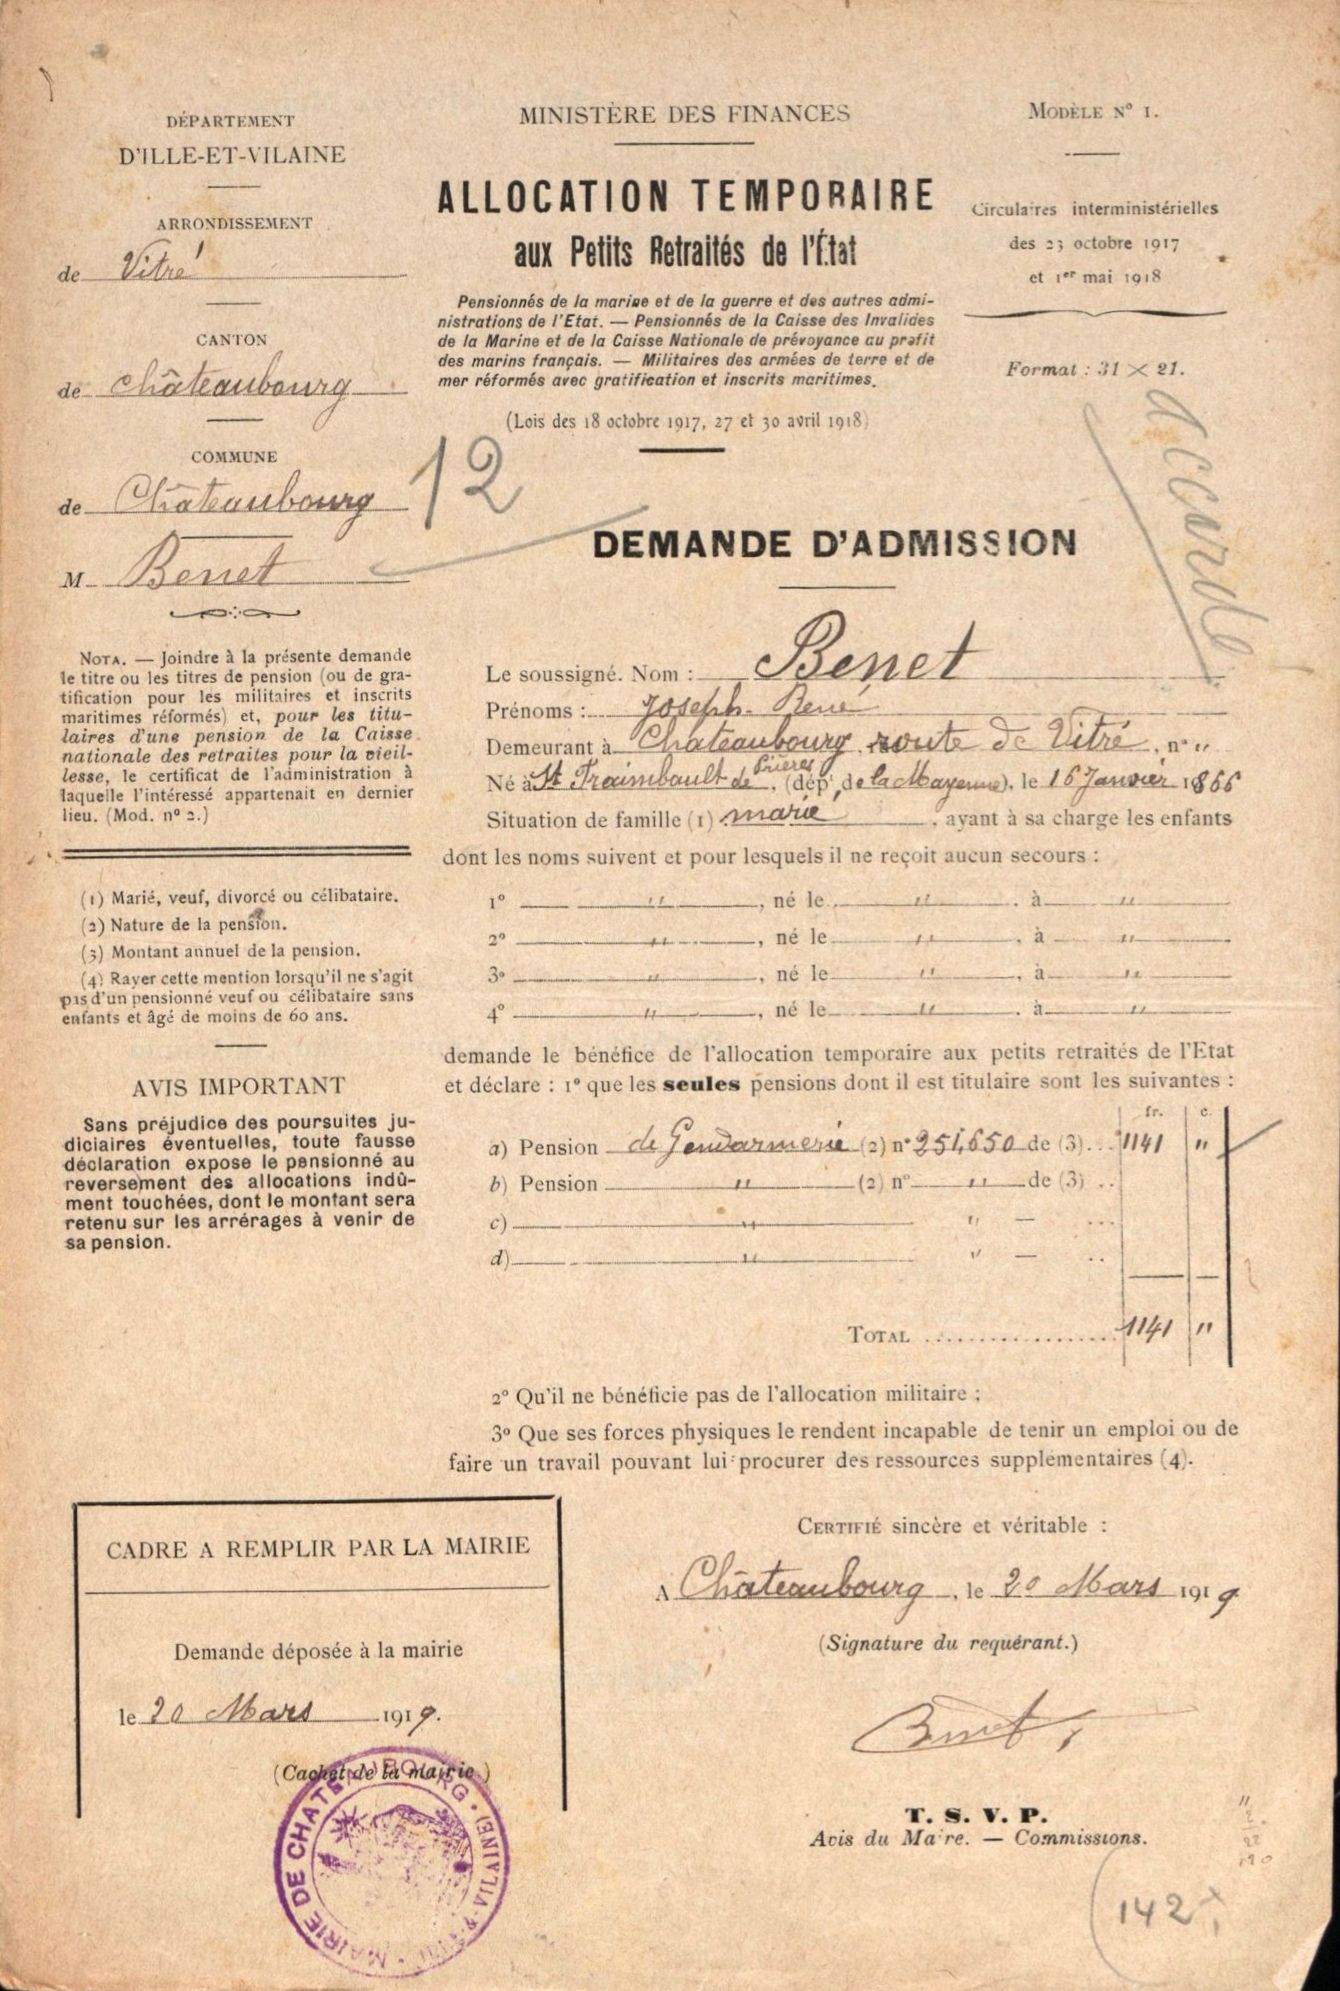 DÉPARTEMENT
D'ILLE-ET-VILAINE
ARRONDISSEMENT
de Vitré
CANTON
de châteaubourg
COMMUNE
de Châteaubourg
M Benet
NOTA. — Joindre à la présente demande
le titre ou les titres de pension (ou de gra-
tification pour les militaires et inscrits
maritimes réformés) et, pour les titu-
laires d'une pension de la Caisse
nationale des retraites pour la vieil-
lesse, le certificat de l'administration à
laquelle l'intéressé appartenait en dernier
lieu. (Mod. n° 2.)
(1) Marié, veuf, divorcé ou célibataire.
(2) Nature de la pension.
(3) Montant annuel de la pension.
(4) Rayer cette mention lorsqu'il ne s'agit
pas d'un pensionné veuf ou célibataire sans
enfants et âgé de moins de 60 ans.
AVIS IMPORTANT
Sans préjudice des poursuites ju-
diciaires éventuelles, toute fausse
déclaration expose le pensionné au
reversement des allocations indû-
ment touchées, dont le montant sera
retenu sur les arrérages à venir de
sa pension.
MINISTÈRE DES FINANCES
ALLOCATION TEMPORAIRE
aux Petits Retraités de l'État
Pensionnés de la marine et de la guerre et des autres admi-
nistrations de l'Etat. — Pensionnés de la Caisse des Invalides
de la Marine et de la Caisse Nationale de prévoyance au profit
des marins français. — Militaires des armées de terre et de
mer réformés avec gratification et inscrits maritimes.
(Lois des 18 octobre 1917, 27 et 30 avril 1918)
MODÈLE N° 1.
Circulaires interministérielles
des 23 octobre 1917
et 1er mai 1918
Format : 31 × 21.
accordé
12
DEMANDE D'ADMISSION
Le soussigné. Nom : Benet
Prénoms : Joseph-René
Demeurant à Châteaubourg route de Vitré, n° "
Né à St Fraimbault de Prières, (dép' de la Mayenne), le 16 Janvier 1866
Situation de famille (1) marié, ayant à sa charge les enfants
dont les noms suivent et pour lesquels il ne reçoit aucun secours :
1° ", né le ", à "
2° ", né le ", à "
3° ", né le ", à "
4° ", né le ", à "
demande le bénéfice de l'allocation temporaire aux petits retraités de l'Etat
et déclare : 1° que les seules pensions dont il est titulaire sont les suivantes :
fr. c.
a) Pension de Gendarmerie (2) n° 251,650 de (3)... 1141 "
b) Pension " (2) n° " de (3) ..
c) " " — ...
d) " " — ..
TOTAL ................. 1141 "
2° Qu'il ne bénéficie pas de l'allocation militaire ;
3° Que ses forces physiques le rendent incapable de tenir un emploi ou de
faire un travail pouvant lui procurer des ressources supplémentaires (4).
CERTIFIÉ sincère et véritable :
A Châteaubourg, le 20 Mars 1919
(Signature du requérant.)
Benet
T. S. V. P.
Avis du Maire. — Commissions.
142
CADRE A REMPLIR PAR LA MAIRIE
Demande déposée à la mairie
le 20 Mars 1919.
(Cachet de la mairie)
MAIRIE DE CHATEAUBOURG
VILAINE)